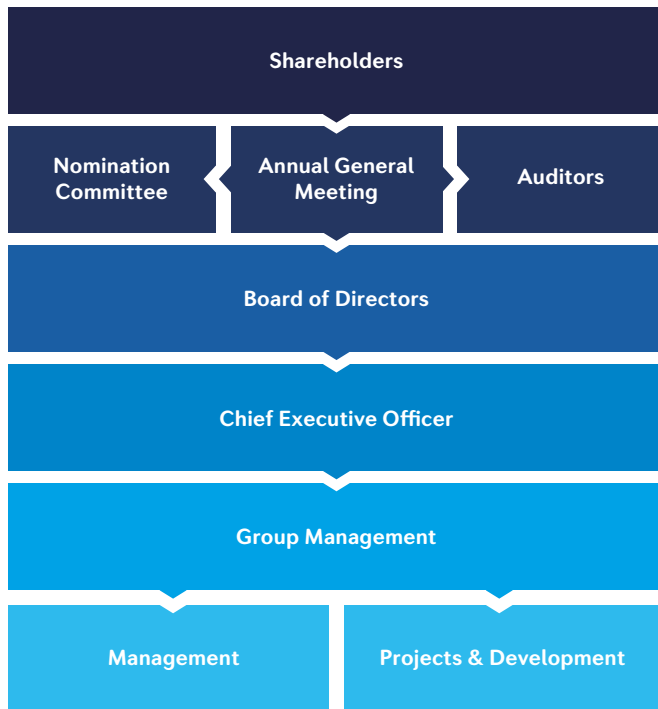 Shareholders
Nomination
Committee
Annual General
Meeting
Auditors
Board of Directors
Chief Executive Officer
Group Management
Management
Projects & Development